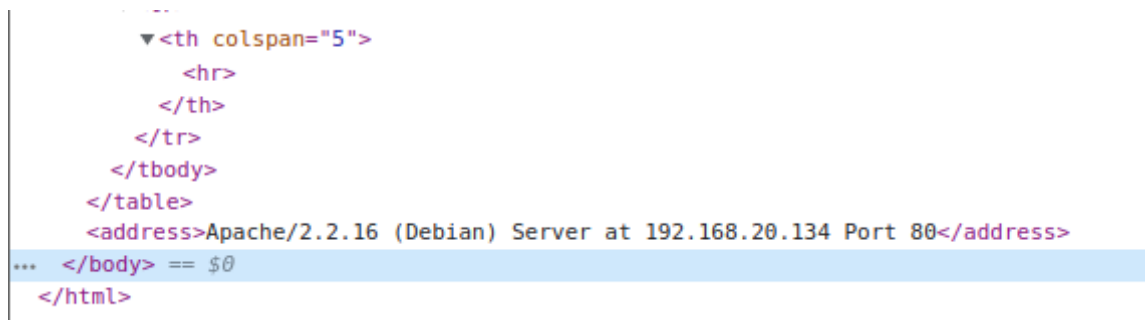 ▼<th colspan="5">
<hr>
</th>
</tr>
</tbody>
</table>
<address>Apache/2.2.16 (Debian) Server at 192.168.20.134 Port 80</address>
… </body> == $0
</html>